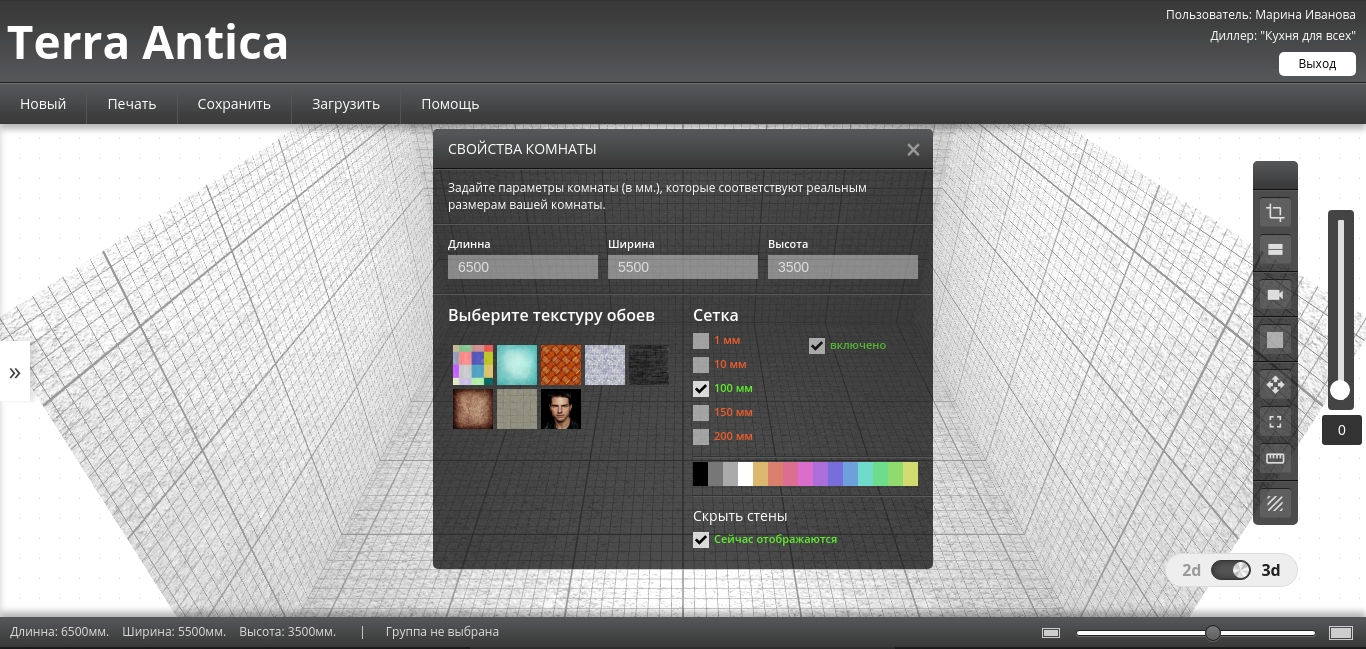 Terra Antica
Пользователь: Марина Иванова
Диллер: "Кухня для всех"
Выход
Новый Печать Сохранить Загрузить Помощь
СВОЙСТВА КОМНАТЫ
Задайте параметры комнаты (в мм.), которые соответствуют реальным
размерам вашей комнаты.
Длинна Ширина Высота
6500 5500 3500
Выберите текстуру обоев
Сетка
1 мм
включено
10 мм
100 мм
150 мм
200 мм
Скрыть стены
Сейчас отображаются
»
0
2d 3d
Длинна: 6500мм. Ширина: 5500мм. Высота: 3500мм. | Группа не выбрана